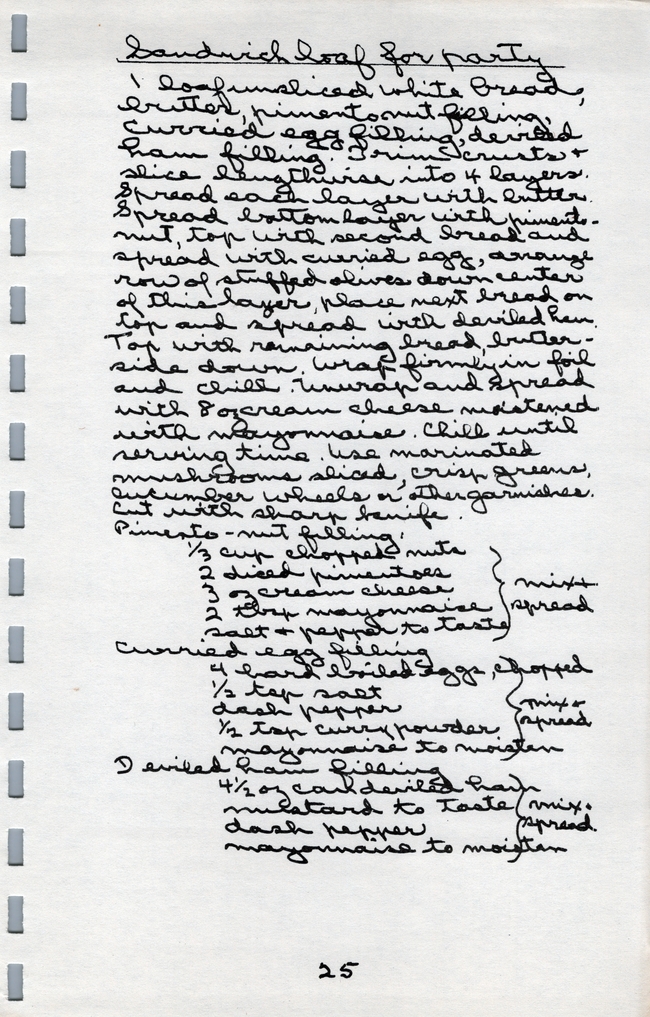 Sandwich loaf for party
1 loaf unsliced white bread,
butter, pimento nut filling,
curried egg filling, deviled
ham filling. Trim crusts +
slice lengthwise into 4 layers.
Spread each layer with butter.
Spread bottom layer with pimento-
nut, top with second bread and
spread with curried egg, arrange
row of stuffed olives down center
of this layer, place next bread on
top and spread with deviled ham.
Top with remaining bread, butter-
side down. Wrap firmly in foil
and chill. Unwrap and spread
with 8 oz cream cheese moistened
with mayonnaise. Chill until
serving time. Use marinated
mushrooms sliced, crisp greens,
cucumber wheels or other garnishes.
Cut with sharp knife.
Pimento-nut filling:
1/3 cup chopped nuts
2 diced pimentoes
3 oz cream cheese
2 tbsp mayonnaise
salt + pepper to taste
mix +
spread
Curried egg filling
4 hard boiled eggs, chopped
1/2 tsp salt
dash pepper
1/2 tsp curry powder
mayonnaise to moisten
mix +
spread
Deviled ham filling
4 1/2 oz can deviled ham
mustard to taste
dash pepper
mayonnaise to moisten
mix +
spread
25